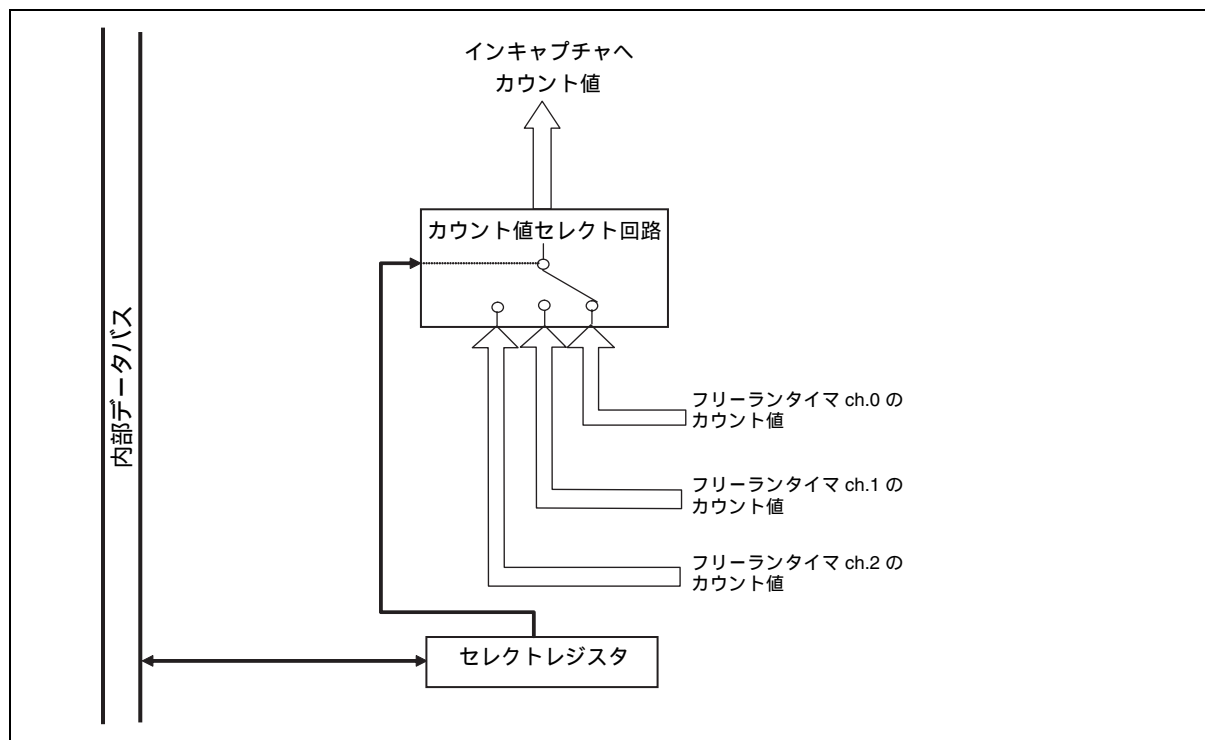 インキャプチャへ
カウント値
カウント値セレクト回路
内部データバス
フリーランタイマ ch.0 の
カウント値
フリーランタイマ ch.1 の
カウント値
フリーランタイマ ch.2 の
カウント値
セレクトレジスタ